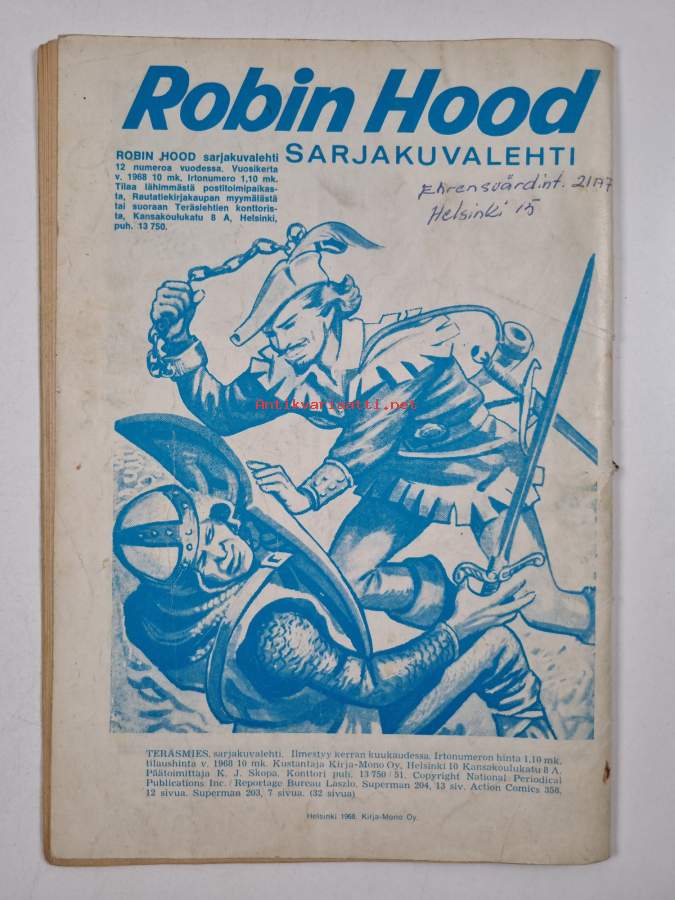 Robin Hood
SARJAKUVALEHTI
ROBIN HOOD sarjakuvalehti
12 numeroa vuodessa. Vuosikerta
v. 1968 10 mk. Irtonumero 1,10 mk.
Tilaa lähimmästä postitoimipaikas-
ta, Rautatiekirjakaupan myymälästä
tai suoraan Teräslehtien konttoris-
ta, Kansakoulukatu 8 A, Helsinki,
puh. 13 750.
Ehrensvärdint. 21A7
Helsinki 15
Antikvariaatti.net
TERÄSMIES, sarjakuvalehti. Ilmestyy kerran kuukaudessa. Irtonumeron hinta 1,10 mk,
tilaushinta v. 1968 10 mk. Kustantaja Kirja-Mono Oy, Helsinki 10 Kansakoulukatu 8 A,
Päätoimittaja K. J. Skopa. Konttori puh. 13 750/51. Copyright National Periodical
Publications Inc./Reportage Bureau Laszlo. Superman 204, 13 siv. Action Comics 358,
12 sivua. Superman 203, 7 sivua. (32 sivua)
Helsinki 1968. Kirja-Mono Oy.